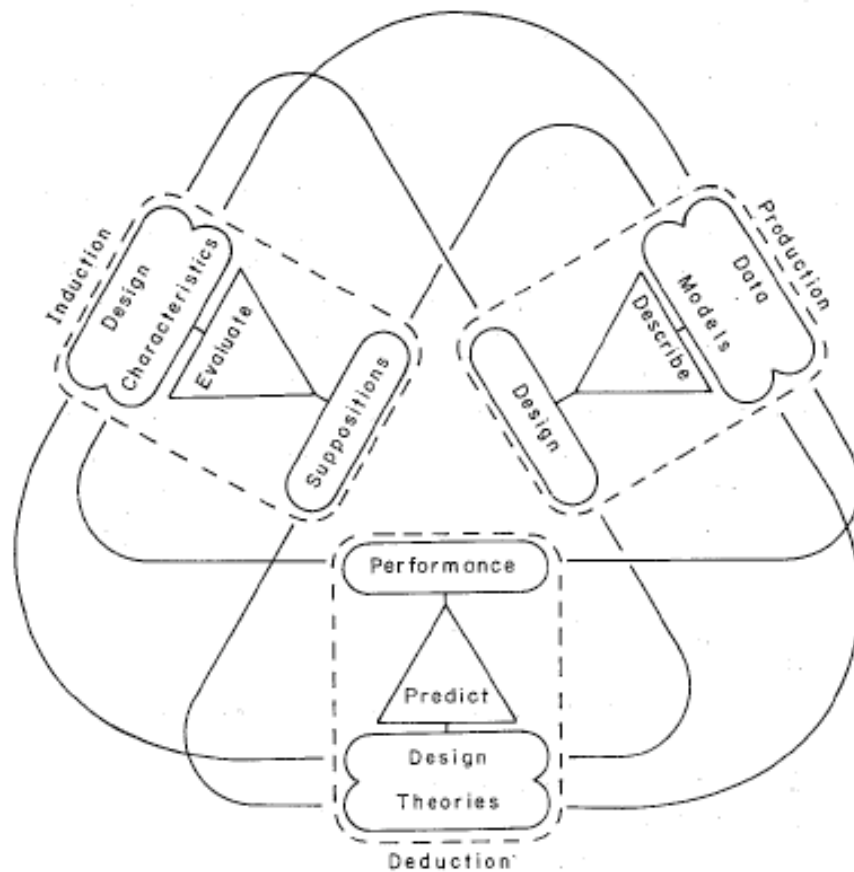 Induction
Design
Characteristics
Evaluate
Suppositions
Production
Data
Models
Describe
Design
Performance
Predict
Design
Theories
Deduction